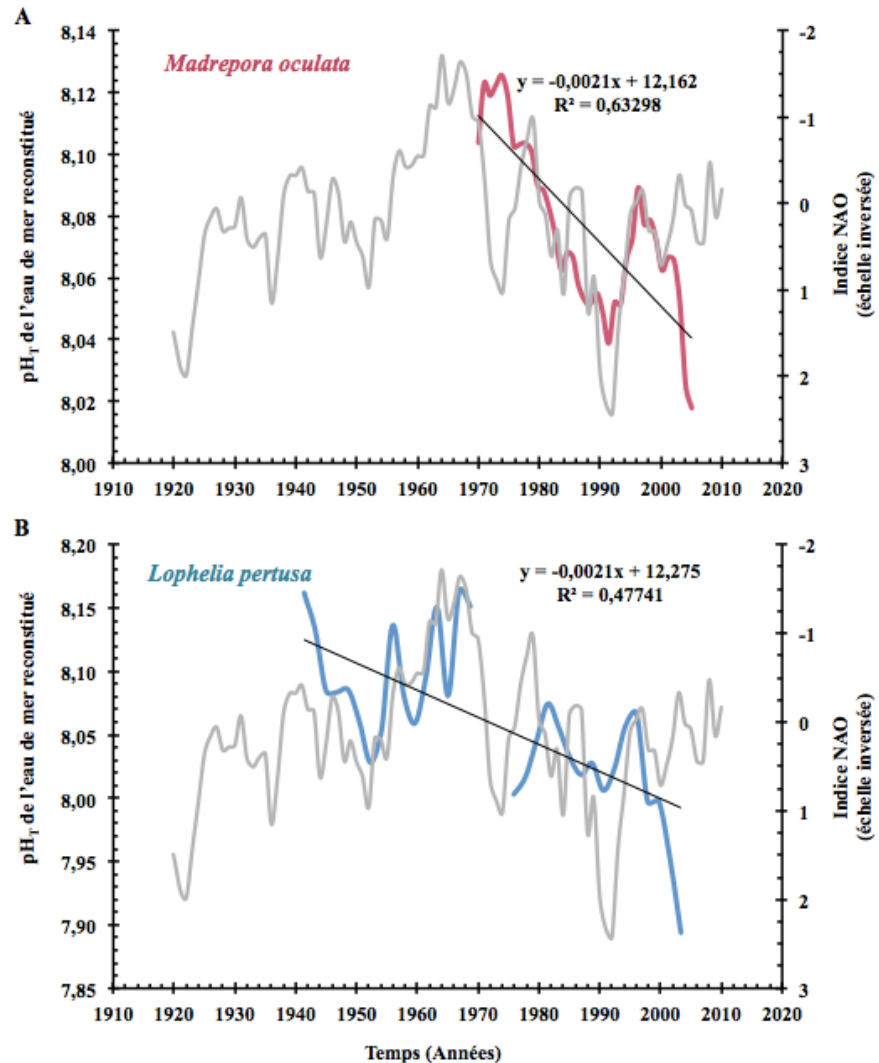 A
Madrepora oculata
y = -0,0021x + 12,162
R² = 0,63298
pH_T de l'eau de mer reconstitué
8,14
8,12
8,10
8,08
8,06
8,04
8,02
8,00
-2
-1
0
1
2
3
Indice NAO
(échelle inversée)
1910 1920 1930 1940 1950 1960 1970 1980 1990 2000 2010 2020
B
Lophelia pertusa
y = -0,0021x + 12,275
R² = 0,47741
pH_T de l'eau de mer reconstitué
8,20
8,15
8,10
8,05
8,00
7,95
7,90
7,85
-2
-1
0
1
2
3
Indice NAO
(échelle inversée)
1910 1920 1930 1940 1950 1960 1970 1980 1990 2000 2010 2020
Temps (Années)